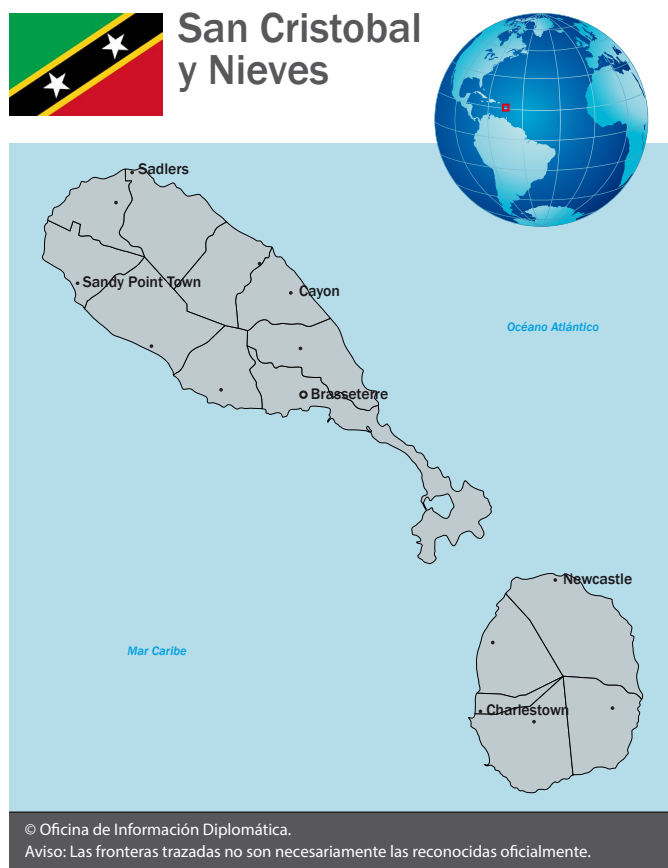 San Cristobal
y Nieves
Sadlers
Sandy Point Town
Cayon
Océano Atlántico
Brasseterre
Newcastle
Mar Caribe
Charlestown
© Oficina de Información Diplomática.
Aviso: Las fronteras trazadas no son necesariamente las reconocidas oficialmente.